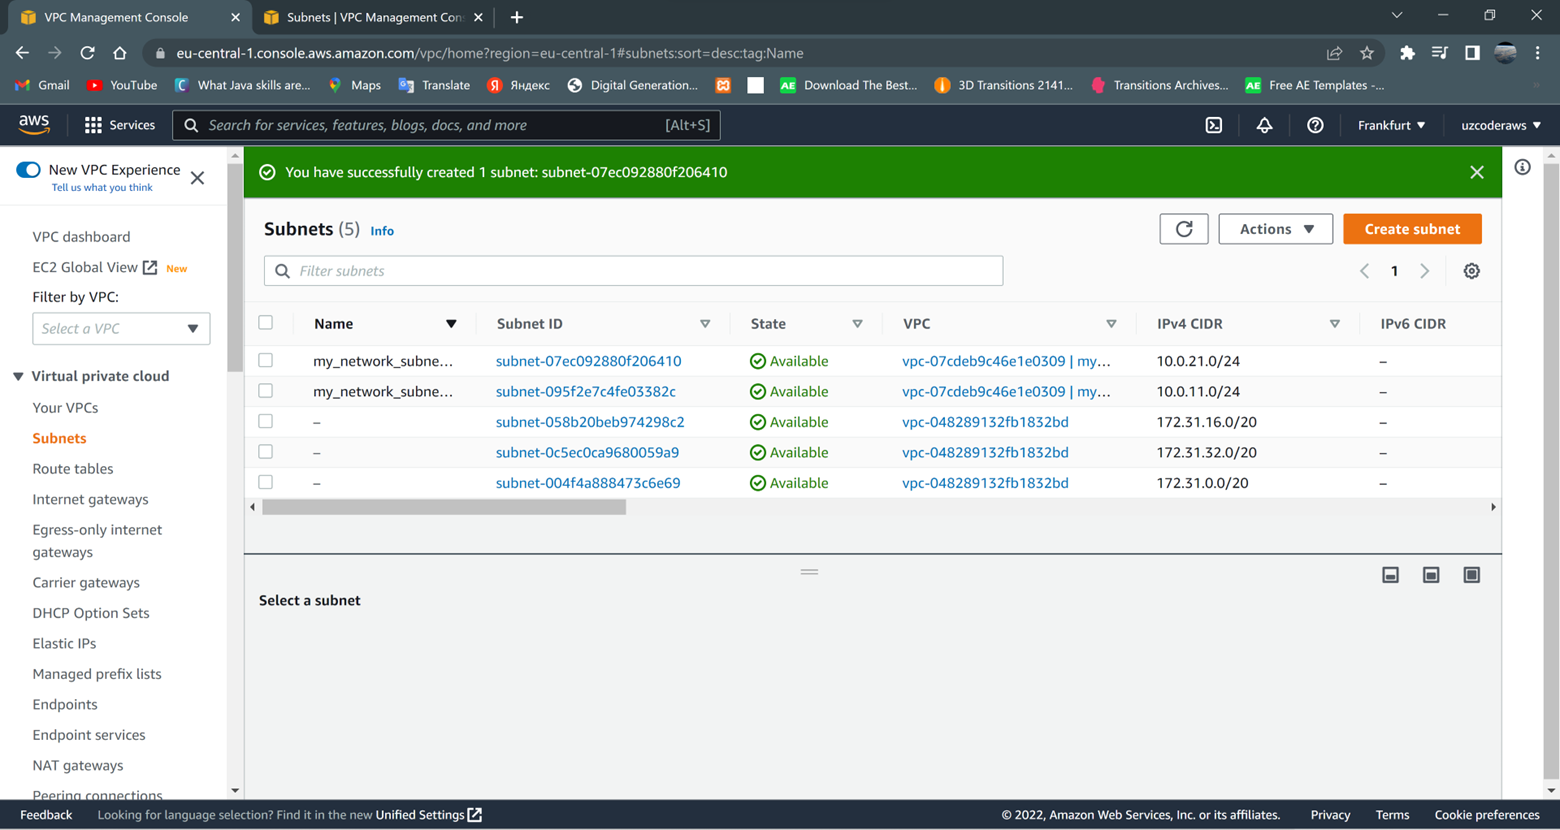 VPC Management Console
Subnets | VPC Management Con
eu-central-1.console.aws.amazon.com/vpc/home?region=eu-central-1#subnets:sort=desc:tag:Name
Gmail YouTube What Java skills are... Maps Translate Яндекс Digital Generation... Download The Best... 3D Transitions 2141... Transitions Archives... Free AE Templates -...
aws Services Search for services, features, blogs, docs, and more [Alt+S] Frankfurt uzcoderaws
New VPC Experience
Tell us what you think
You have successfully created 1 subnet: subnet-07ec092880f206410
VPC dashboard
EC2 Global View New
Filter by VPC:
Select a VPC
Virtual private cloud
Your VPCs
Subnets
Route tables
Internet gateways
Egress-only internet
gateways
Carrier gateways
DHCP Option Sets
Elastic IPs
Managed prefix lists
Endpoints
Endpoint services
NAT gateways
Peering connections
Subnets (5) Info
Actions
Create subnet
Filter subnets
1
Name Subnet ID State VPC IPv4 CIDR IPv6 CIDR
my_network_subne... subnet-07ec092880f206410 Available vpc-07cdeb9c46e1e0309 | my... 10.0.21.0/24 –
my_network_subne... subnet-095f2e7c4fe03382c Available vpc-07cdeb9c46e1e0309 | my... 10.0.11.0/24 –
– subnet-058b20beb974298c2 Available vpc-048289132fb1832bd 172.31.16.0/20 –
– subnet-0c5ec0ca9680059a9 Available vpc-048289132fb1832bd 172.31.32.0/20 –
– subnet-004f4a888473c6e69 Available vpc-048289132fb1832bd 172.31.0.0/20 –
Select a subnet
Feedback Looking for language selection? Find it in the new Unified Settings © 2022, Amazon Web Services, Inc. or its affiliates. Privacy Terms Cookie preferences